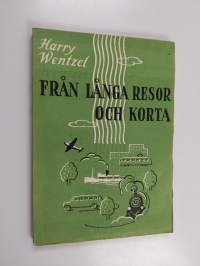 Harry
Wentzel
FRÅN LÅNGA RESOR
OCH KORTA